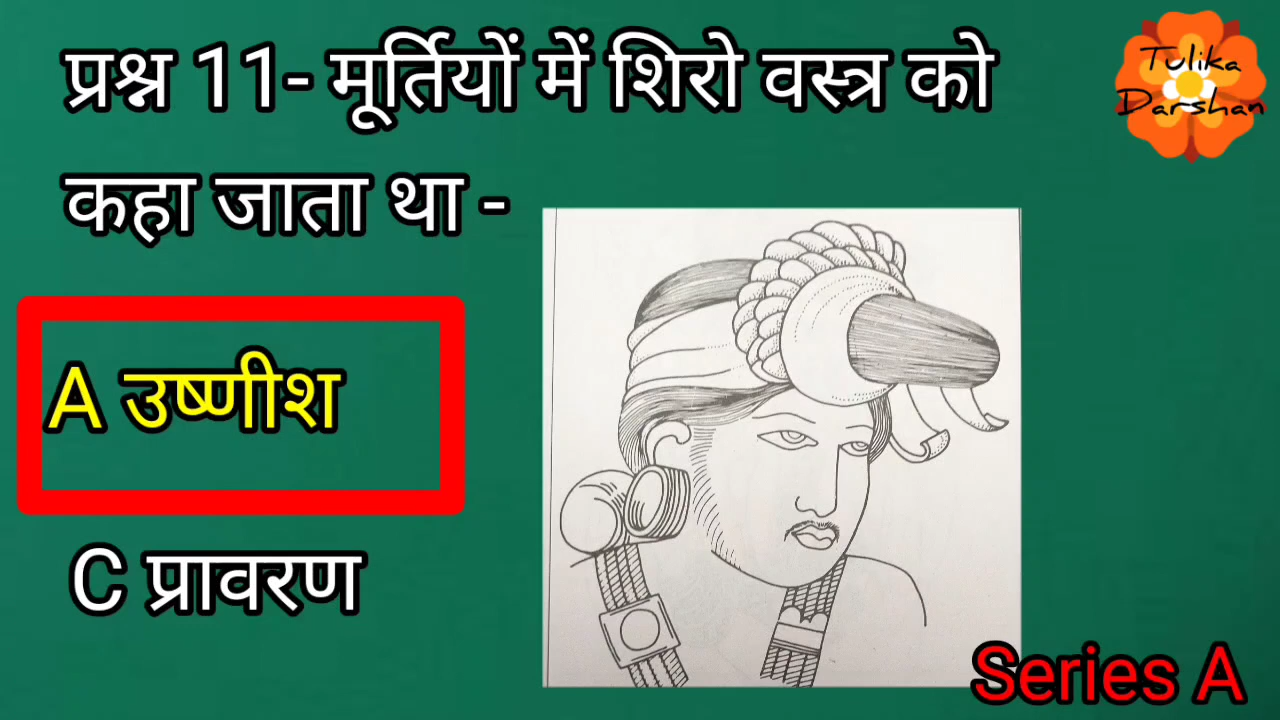 प्रश्न 11- मूर्तियों में शिरो वस्त्र को
कहा जाता था -
A उष्णीश
C प्रावरण
Tulika
Darshan
Series A